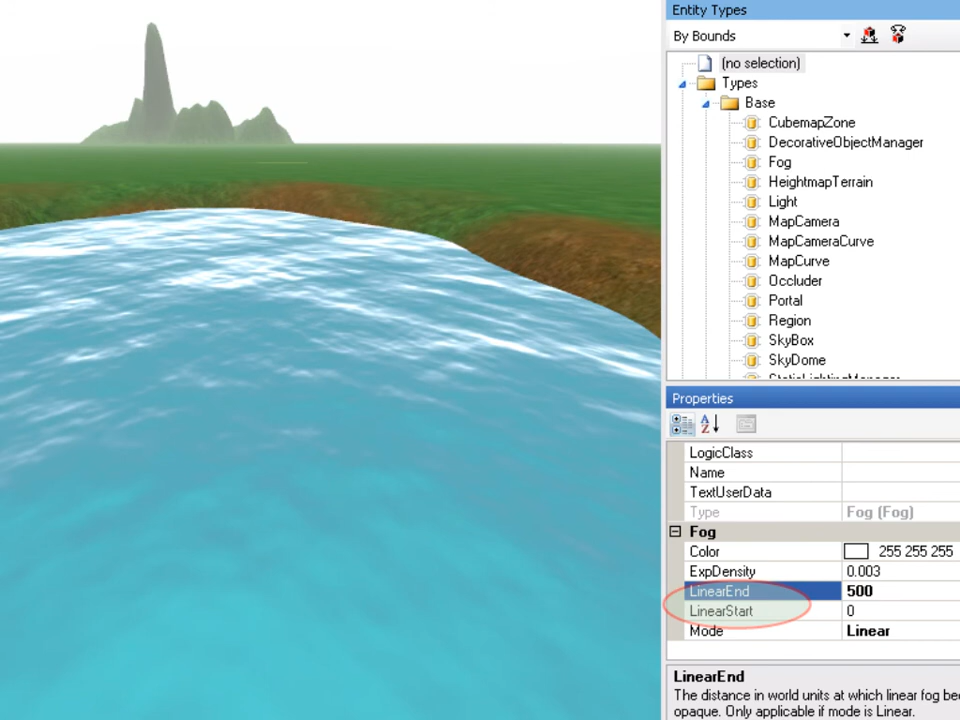 Entity Types
By Bounds
(no selection)
Types
Base
CubemapZone
DecorativeObjectManager
Fog
HeightmapTerrain
Light
MapCamera
MapCameraCurve
MapCurve
Occluder
Portal
Region
SkyBox
SkyDome
Properties
LogicClass
Name
TextUserData
Type Fog (Fog)
Fog
Color 255 255 255
ExpDensity 0.003
LinearEnd 500
LinearStart 0
Mode Linear
LinearEnd
The distance in world units at which linear fog
opaque. Only applicable if mode is Linear.